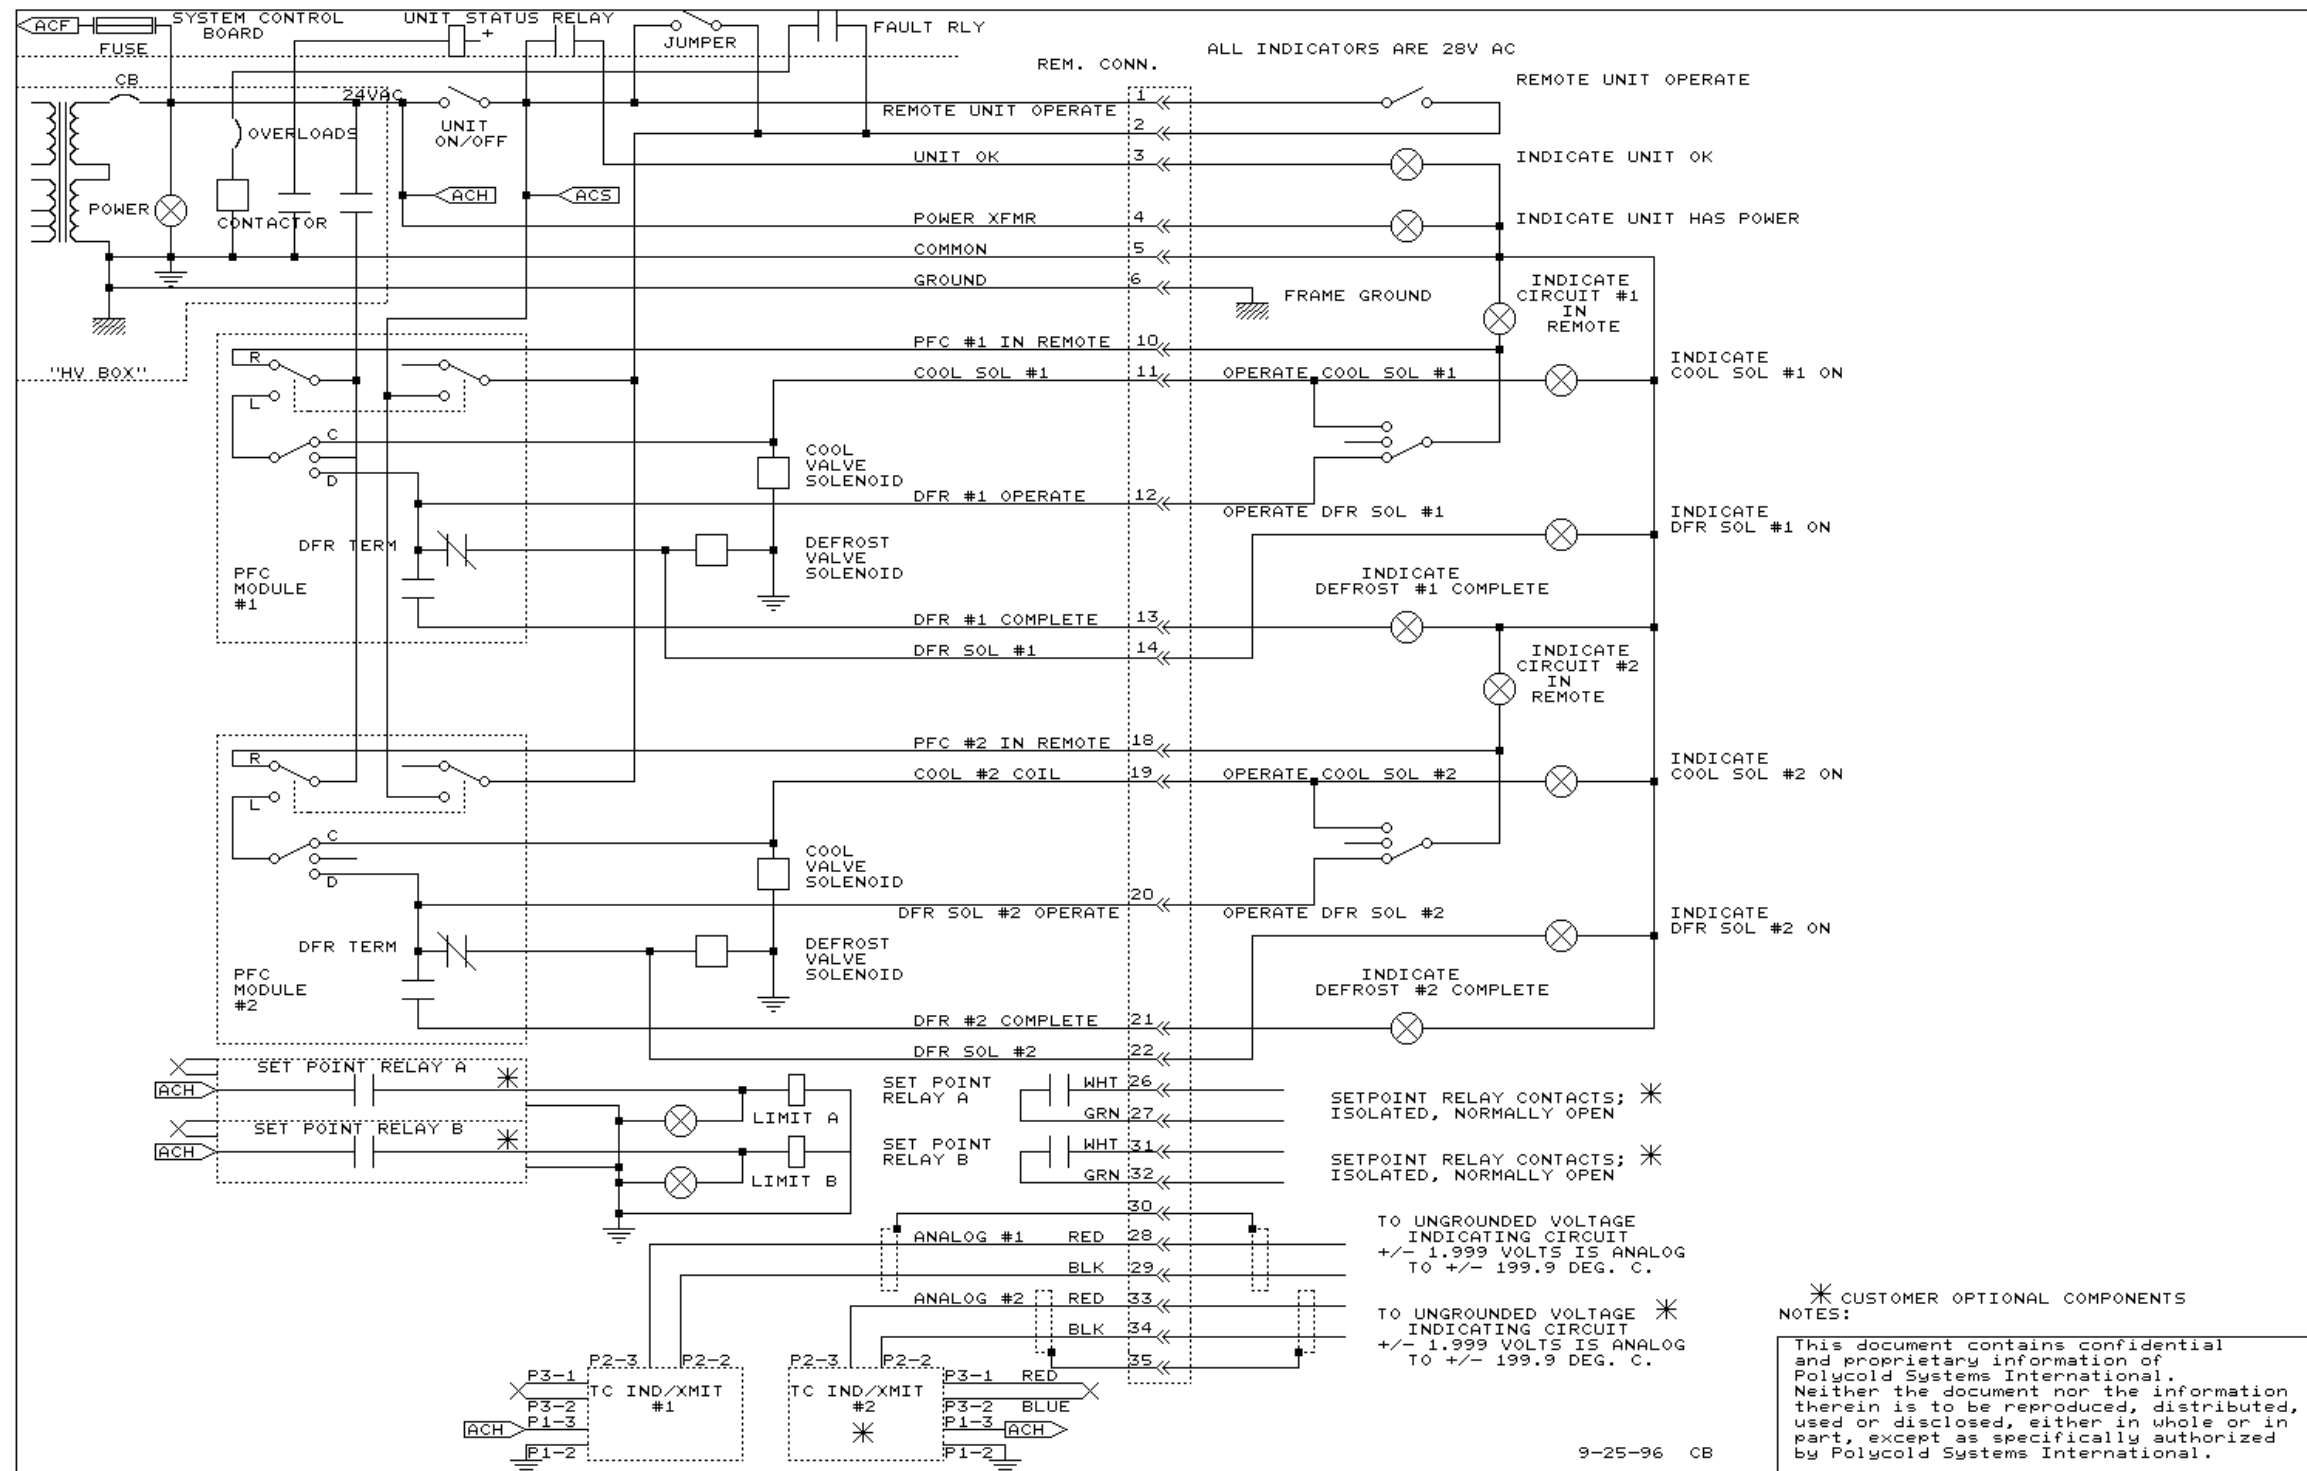 ACF
SYSTEM CONTROL
BOARD
UNIT STATUS RELAY
+
FUSE
JUMPER
FAULT RLY
ALL INDICATORS ARE 28V AC
REM. CONN.
CB
24VAC
REMOTE UNIT OPERATE
1
REMOTE UNIT OPERATE
OVERLOADS
UNIT
ON/OFF
2
UNIT OK
3
INDICATE UNIT OK
ACH
ACS
POWER
CONTACTOR
POWER XFMR
4
INDICATE UNIT HAS POWER
COMMON
5
GROUND
6
FRAME GROUND
INDICATE
CIRCUIT #1
IN
REMOTE
"HV BOX"
R
L
PFC #1 IN REMOTE
10
COOL SOL #1
11
OPERATE COOL SOL #1
INDICATE
COOL SOL #1 ON
C
D
COOL
VALVE
SOLENOID
DFR #1 OPERATE
12
OPERATE DFR SOL #1
INDICATE
DFR SOL #1 ON
DFR TERM
DEFROST
VALVE
SOLENOID
PFC
MODULE
#1
INDICATE
DEFROST #1 COMPLETE
DFR #1 COMPLETE
13
DFR SOL #1
14
INDICATE
CIRCUIT #2
IN
REMOTE
R
L
PFC #2 IN REMOTE
18
COOL #2 COIL
19
OPERATE COOL SOL #2
INDICATE
COOL SOL #2 ON
C
D
COOL
VALVE
SOLENOID
20
DFR SOL #2 OPERATE
OPERATE DFR SOL #2
INDICATE
DFR SOL #2 ON
DFR TERM
DEFROST
VALVE
SOLENOID
PFC
MODULE
#2
INDICATE
DEFROST #2 COMPLETE
DFR #2 COMPLETE
21
DFR SOL #2
22
SET POINT RELAY A
ACH
LIMIT A
SET POINT
RELAY A
WHT 26
GRN 27
SETPOINT RELAY CONTACTS;
ISOLATED, NORMALLY OPEN
SET POINT RELAY B
ACH
LIMIT B
SET POINT
RELAY B
WHT 31
GRN 32
SETPOINT RELAY CONTACTS;
ISOLATED, NORMALLY OPEN
30
ANALOG #1 RED 28
BLK 29
TO UNGROUNDED VOLTAGE
INDICATING CIRCUIT
+/- 1.999 VOLTS IS ANALOG
TO +/- 199.9 DEG. C.
ANALOG #2 RED 33
BLK 34
35
TO UNGROUNDED VOLTAGE
INDICATING CIRCUIT
+/- 1.999 VOLTS IS ANALOG
TO +/- 199.9 DEG. C.
P2-3 P2-2
P3-1
P3-2
P1-3
P1-2
TC IND/XMIT
#1
ACH
P2-3 P2-2
TC IND/XMIT
#2
P3-1 RED
P3-2 BLUE
P1-3
ACH
P1-2
CUSTOMER OPTIONAL COMPONENTS
NOTES:
This document contains confidential
and proprietary information of
Polycold Systems International.
Neither the document nor the information
therein is to be reproduced, distributed,
used or disclosed, either in whole or in
part, except as specifically authorized
by Polycold Systems International.
9-25-96 CB